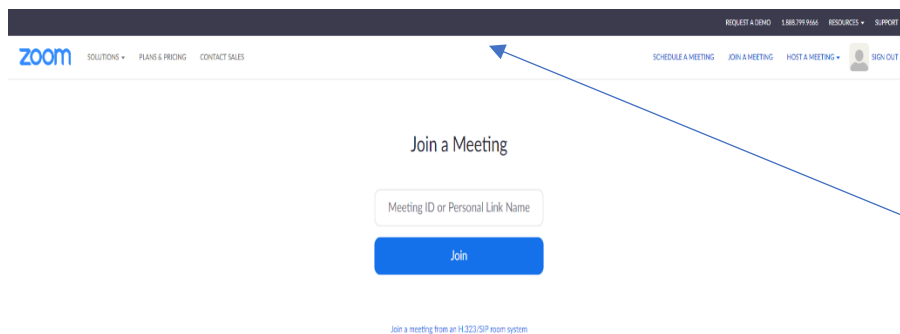 REQUEST A DEMO 1.888.799.9666 RESOURCES SUPPORT
zoom SOLUTIONS PLANS & PRICING CONTACT SALES SCHEDULE A MEETING JOIN A MEETING HOST A MEETING SIGN OUT
Join a Meeting
Meeting ID or Personal Link Name
Join
Join a meeting from an H.323/SIP room system